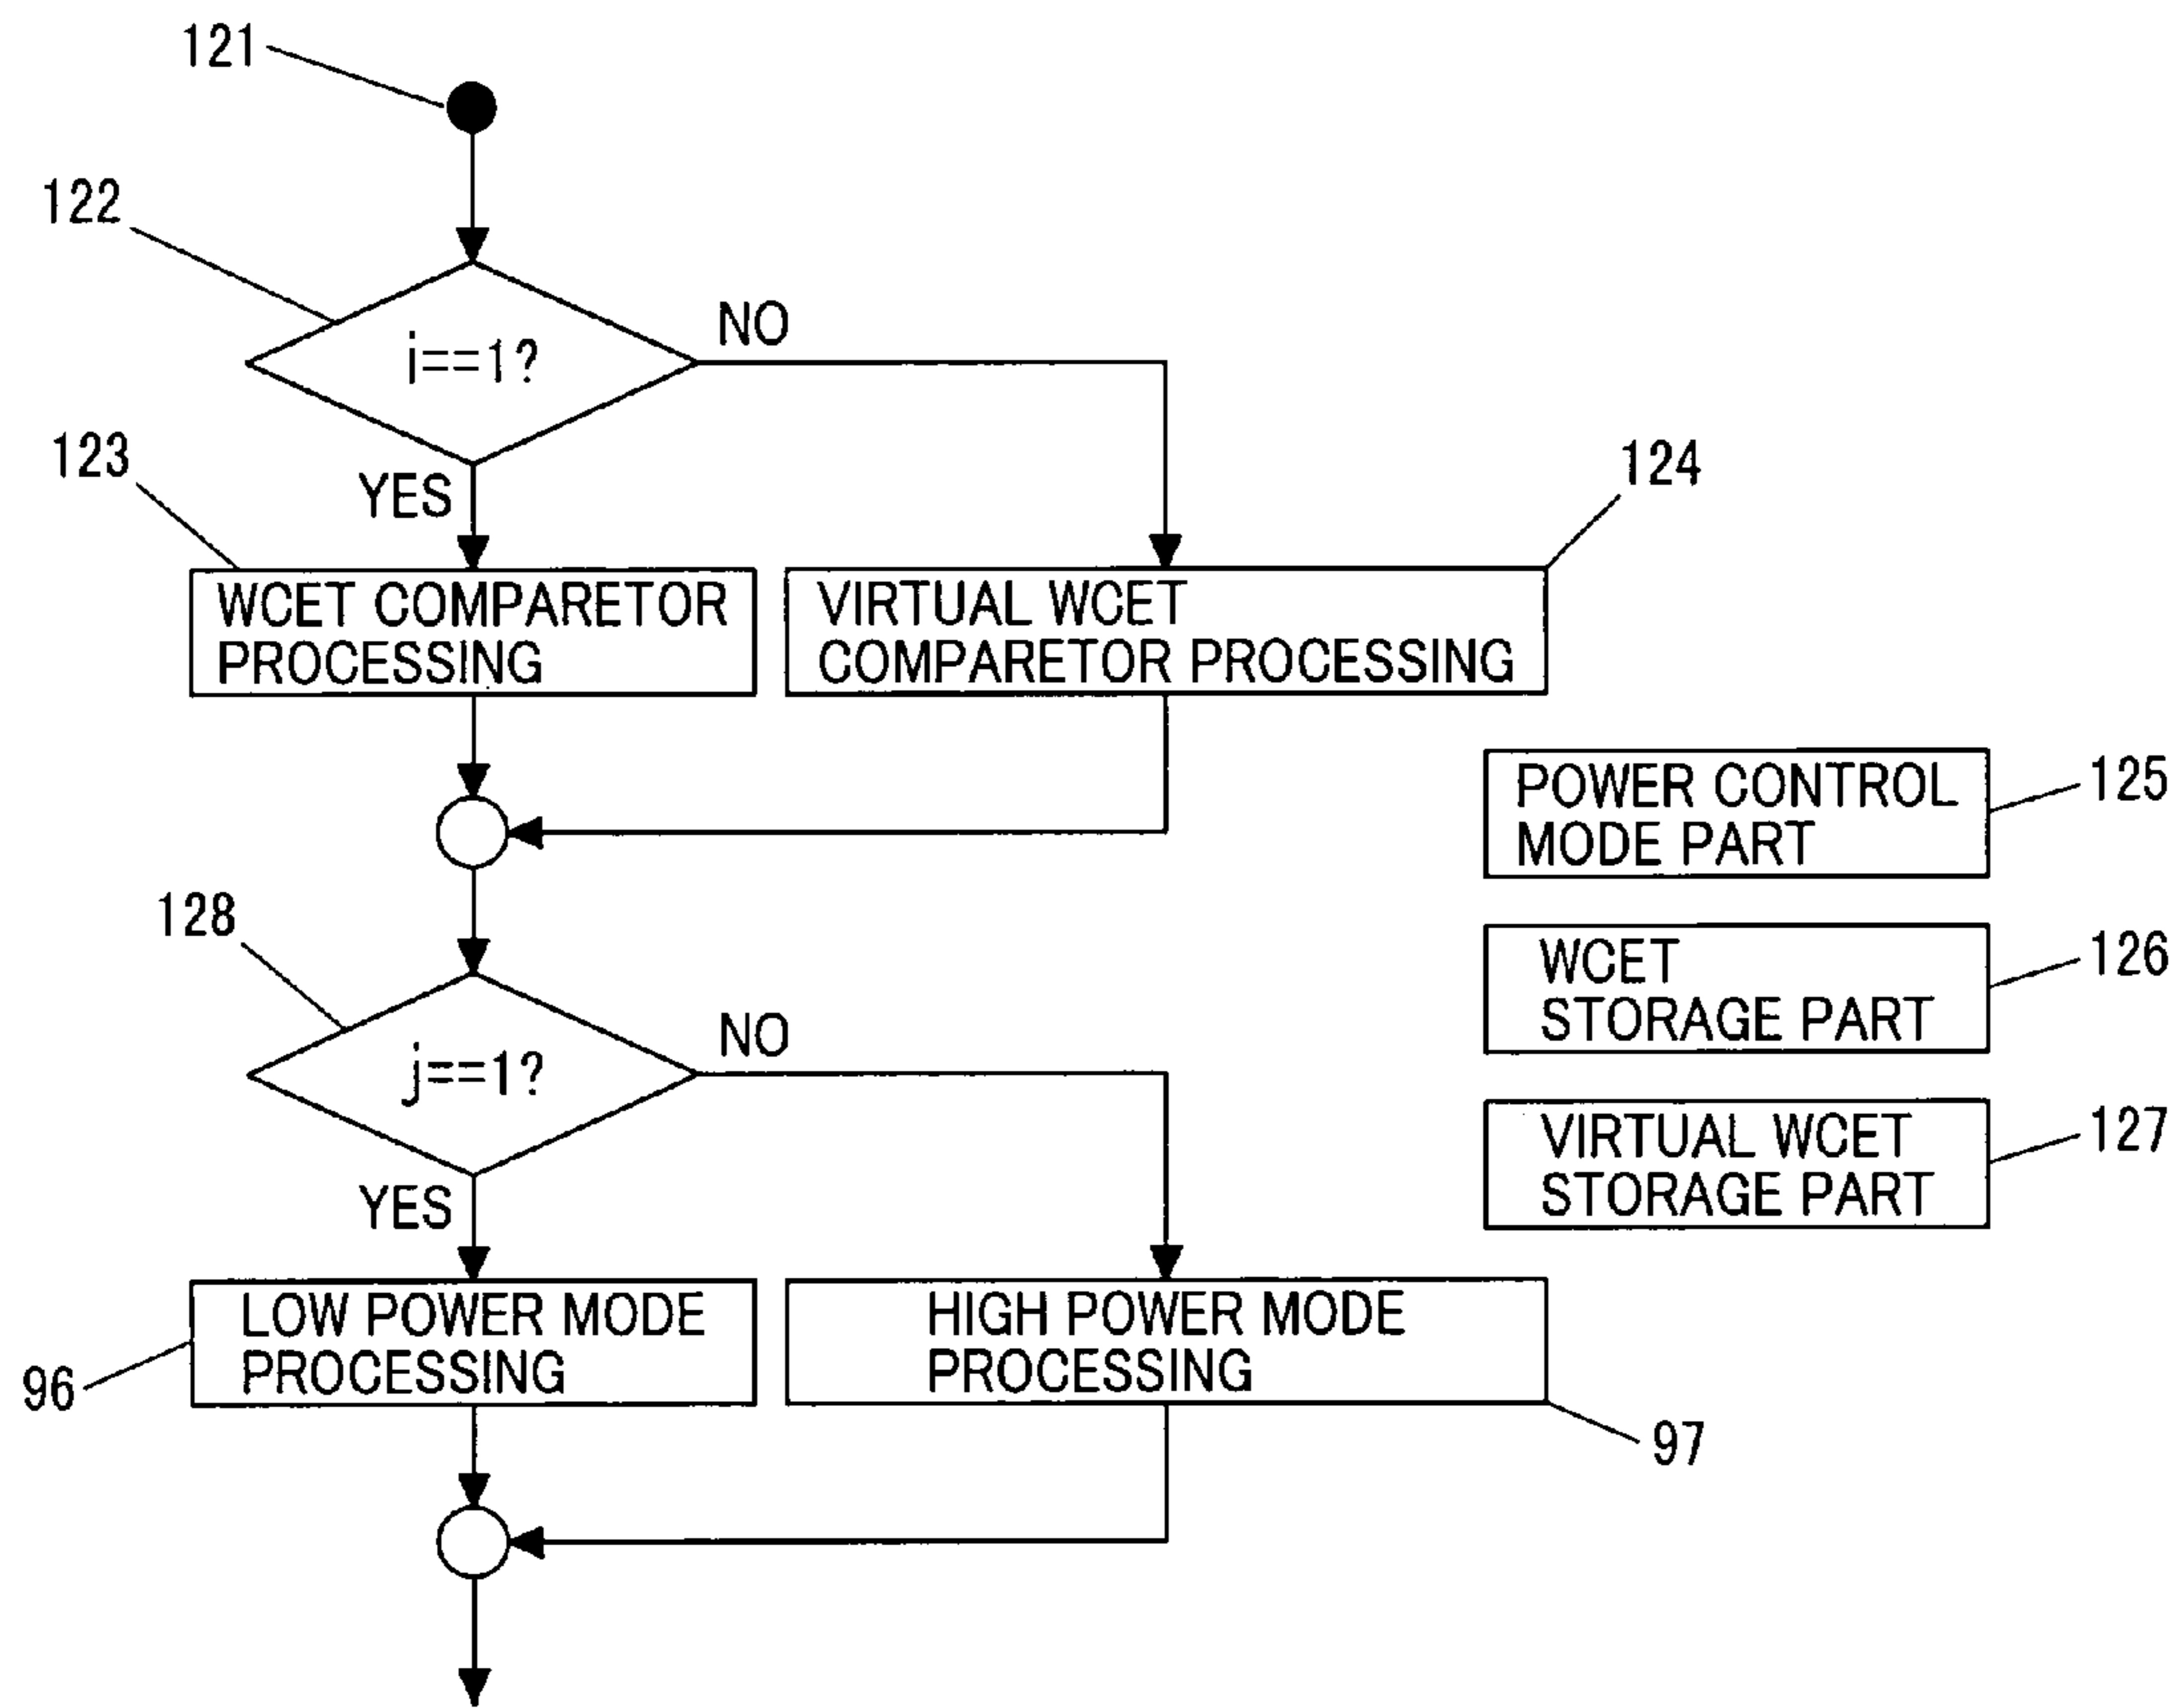 121
122
i==1?
NO
123
YES
124
WCET COMPARETOR
PROCESSING
VIRTUAL WCET
COMPARETOR PROCESSING
POWER CONTROL
MODE PART
125
128
WCET
STORAGE PART
126
j==1?
NO
VIRTUAL WCET
STORAGE PART
127
YES
LOW POWER MODE
PROCESSING
96
HIGH POWER MODE
PROCESSING
97